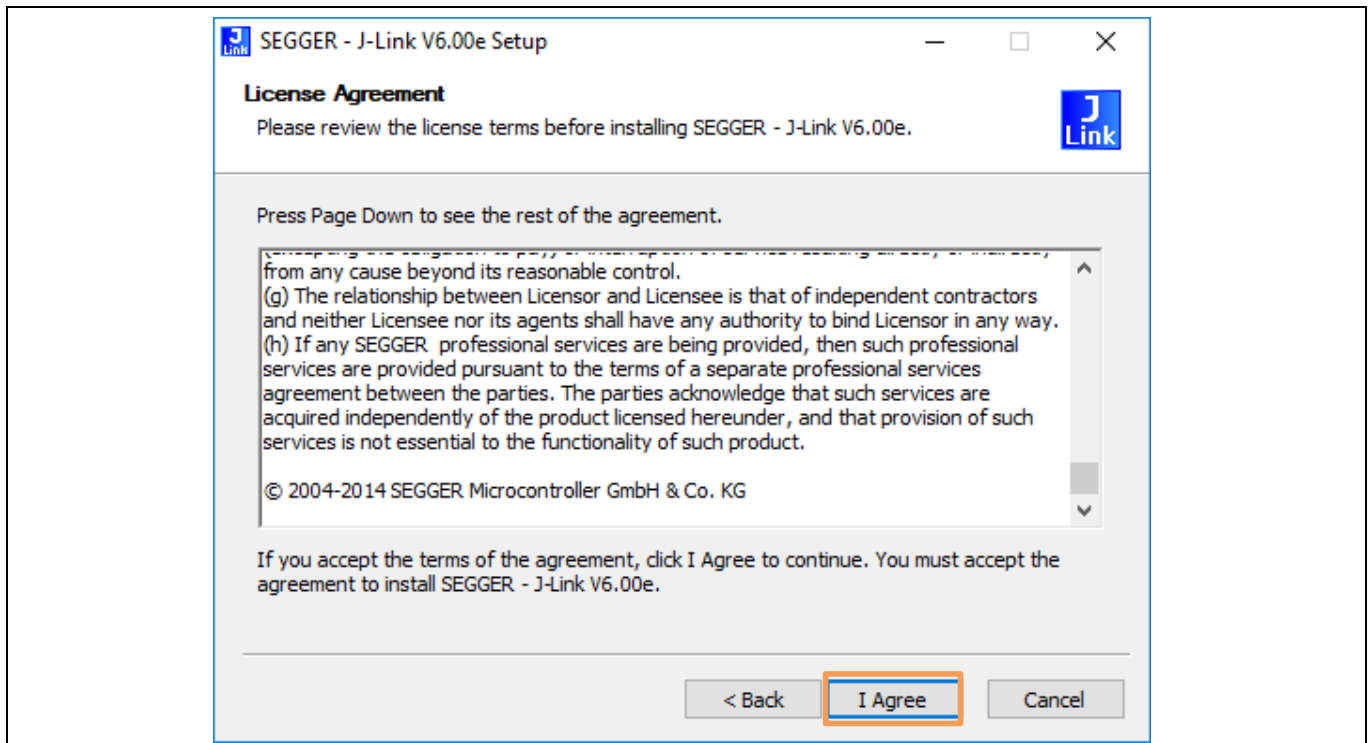 J
Link
SEGGER - J-Link V6.00e Setup
License Agreement
Please review the license terms before installing SEGGER - J-Link V6.00e.
J
Link
Press Page Down to see the rest of the agreement.
from any cause beyond its reasonable control.
(g) The relationship between Licensor and Licensee is that of independent contractors
and neither Licensee nor its agents shall have any authority to bind Licensor in any way.
(h) If any SEGGER  professional services are being provided, then such professional
services are provided pursuant to the terms of a separate professional services
agreement between the parties. The parties acknowledge that such services are
acquired independently of the product licensed hereunder, and that provision of such
services is not essential to the functionality of such product.
© 2004-2014 SEGGER Microcontroller GmbH & Co. KG
If you accept the terms of the agreement, click I Agree to continue. You must accept the
agreement to install SEGGER - J-Link V6.00e.
< Back
I Agree
Cancel